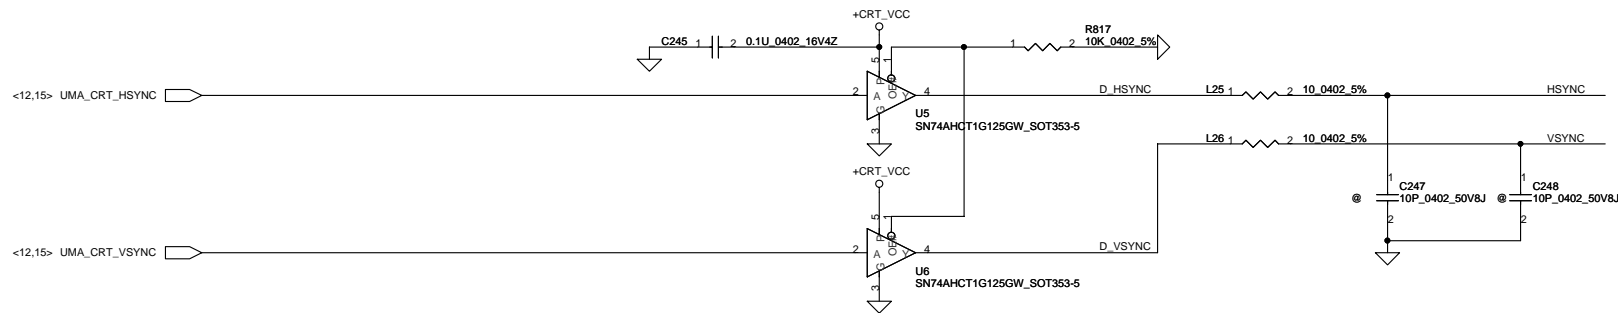 +CRT_VCC
C245 1 2 0.1U_0402_16V4Z
R817
1 2 10K_0402_5%
5 1
P OE#
<12,15> UMA_CRT_HSYNC 2 A Y 4 D_HSYNC L25 1 2 10_0402_5% HSYNC
G
3
U5
SN74AHCT1G125GW_SOT353-5
L26 1 2 10_0402_5% VSYNC
+CRT_VCC
1 C247
@ 10P_0402_50V8J
2
1 C248
@ 10P_0402_50V8J
2
5 1
P OE#
<12,15> UMA_CRT_VSYNC 2 A Y 4 D_VSYNC
G
3
U6
SN74AHCT1G125GW_SOT353-5